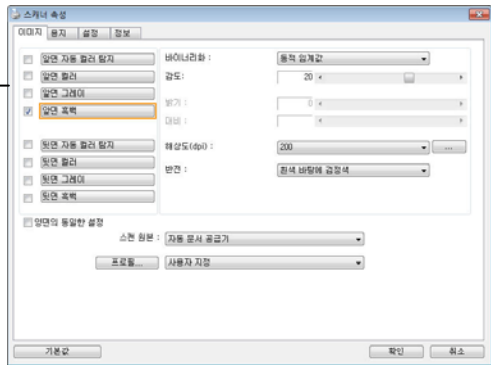 스캐너 속성
이미지 용지 설정 정보
앞면 자동 컬러 탐지
앞면 컬러
앞면 그레이
앞면 흑백
뒷면 자동 컬러 탐지
뒷면 컬러
뒷면 그레이
뒷면 흑백
바이너리화 : 동적 임계값
감도: 20
밝기 : 0
대비 :
해상도(dpi) : 200 ...
반전 : 흰색 바탕에 검정색
양면의 동일한 설정
스캔 원본 : 자동 문서 공급기
프로필... 사용자 지정
기본값 확인 취소